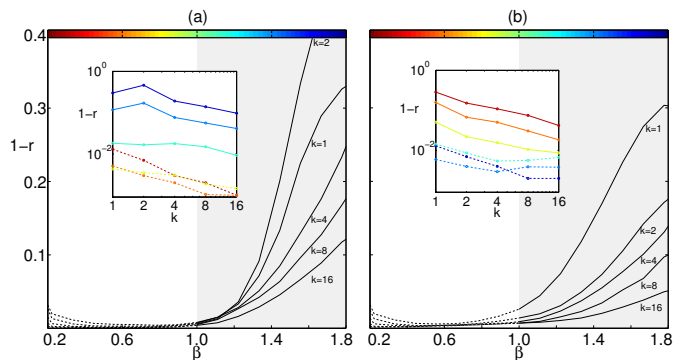 (a)
(b)
0.4
0.3
0.2
0.1
1−r
k=2
k=1
k=4
k=8
k=16
10^0
1−r
10^-2
1 2 4 8 16
k
0.2 0.6 1.0 1.4 1.8
β
k=1
k=2
k=4
k=8
k=16
10^0
1−r
10^-2
1 2 4 8 16
k
0.2 0.6 1.0 1.4 1.8
β